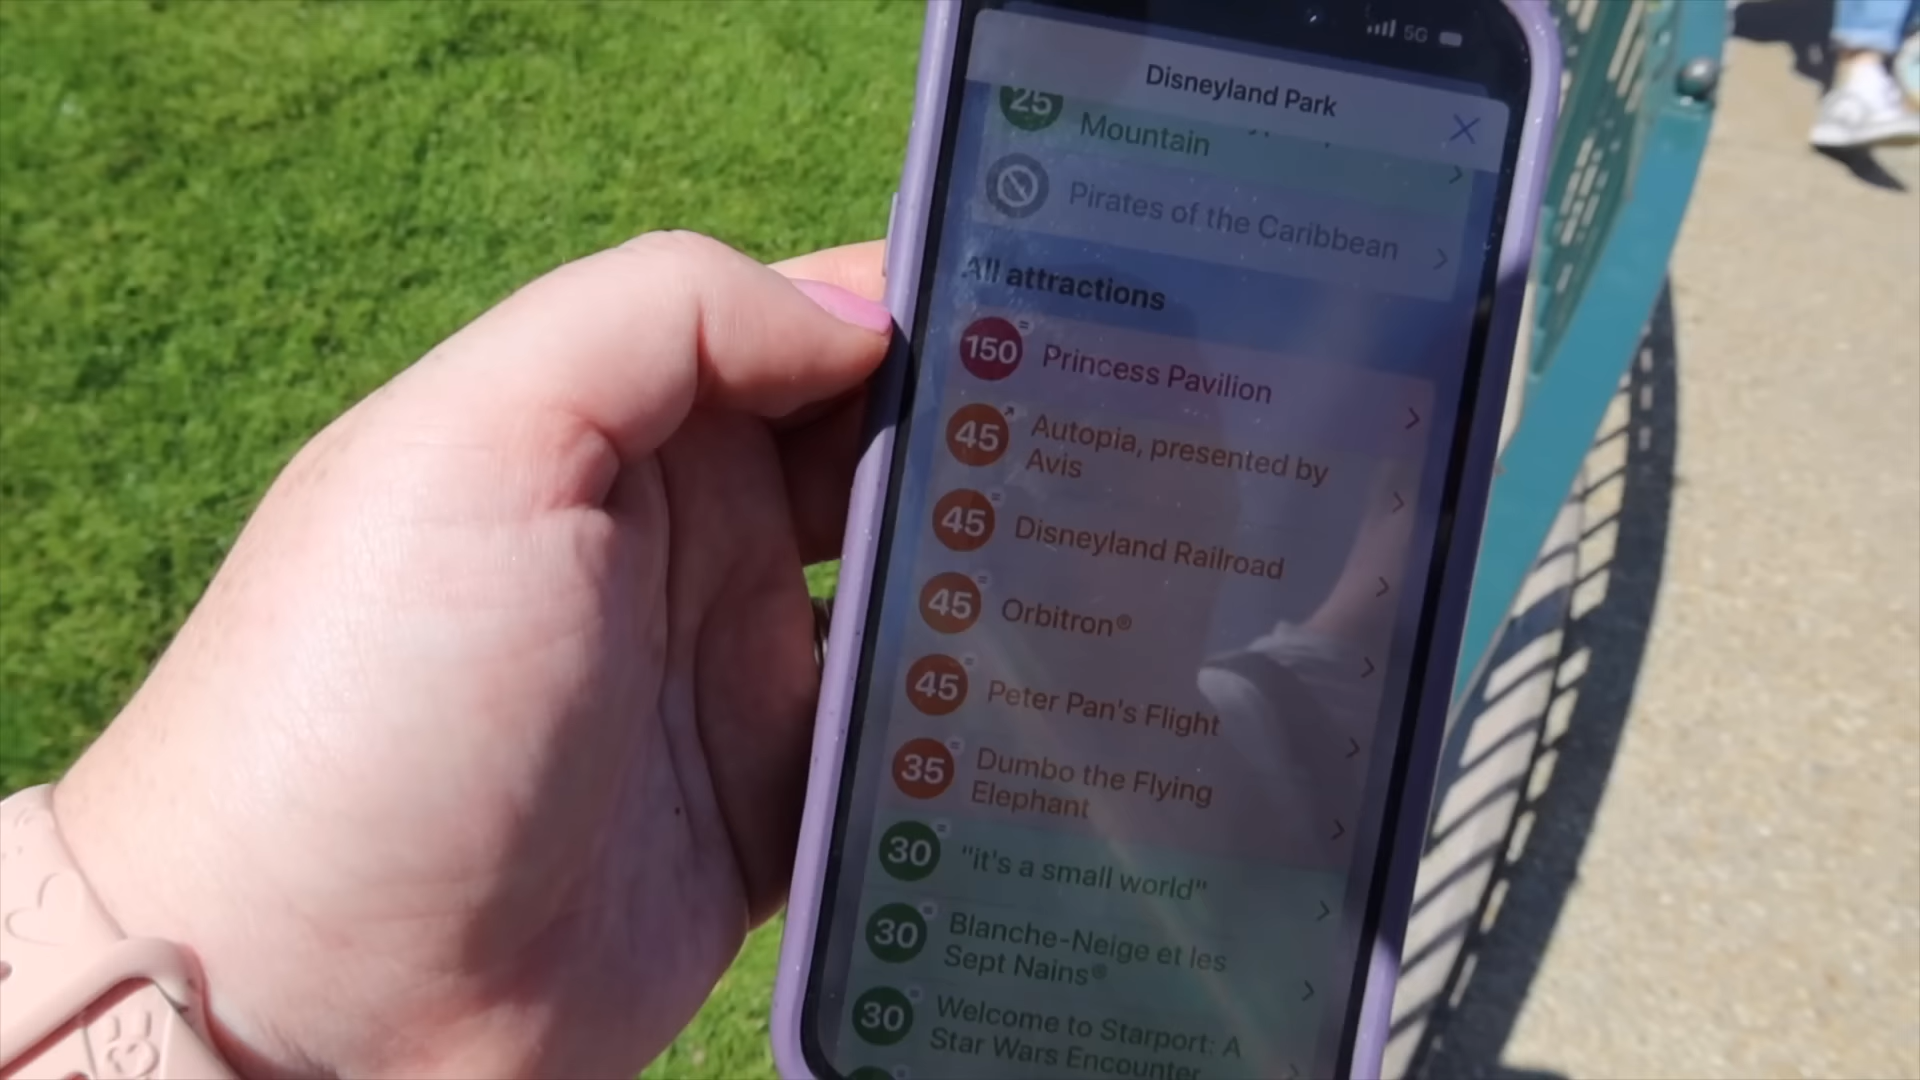 5G
Disneyland Park
25
Mountain
Pirates of the Caribbean
All attractions
150 Princess Pavilion
45 Autopia, presented by
Avis
45 Disneyland Railroad
45 Orbitron®
45 Peter Pan's Flight
35 Dumbo the Flying
Elephant
30 "it's a small world"
30 Blanche-Neige et les
Sept Nains®
30 Welcome to Starport: A
Star Wars Encounter